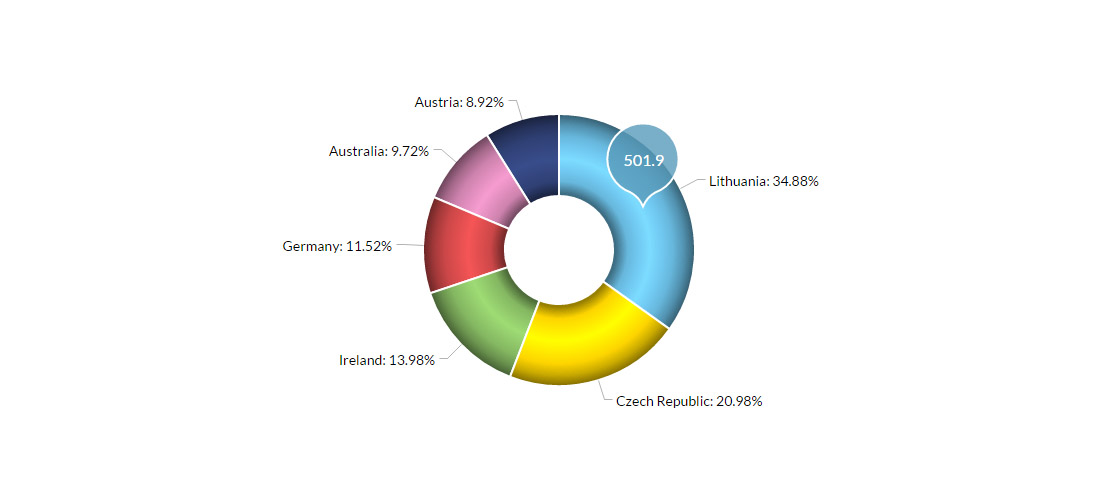 Austria: 8.92%
Australia: 9.72%
501.9
Lithuania: 34.88%
Germany: 11.52%
Ireland: 13.98%
Czech Republic: 20.98%